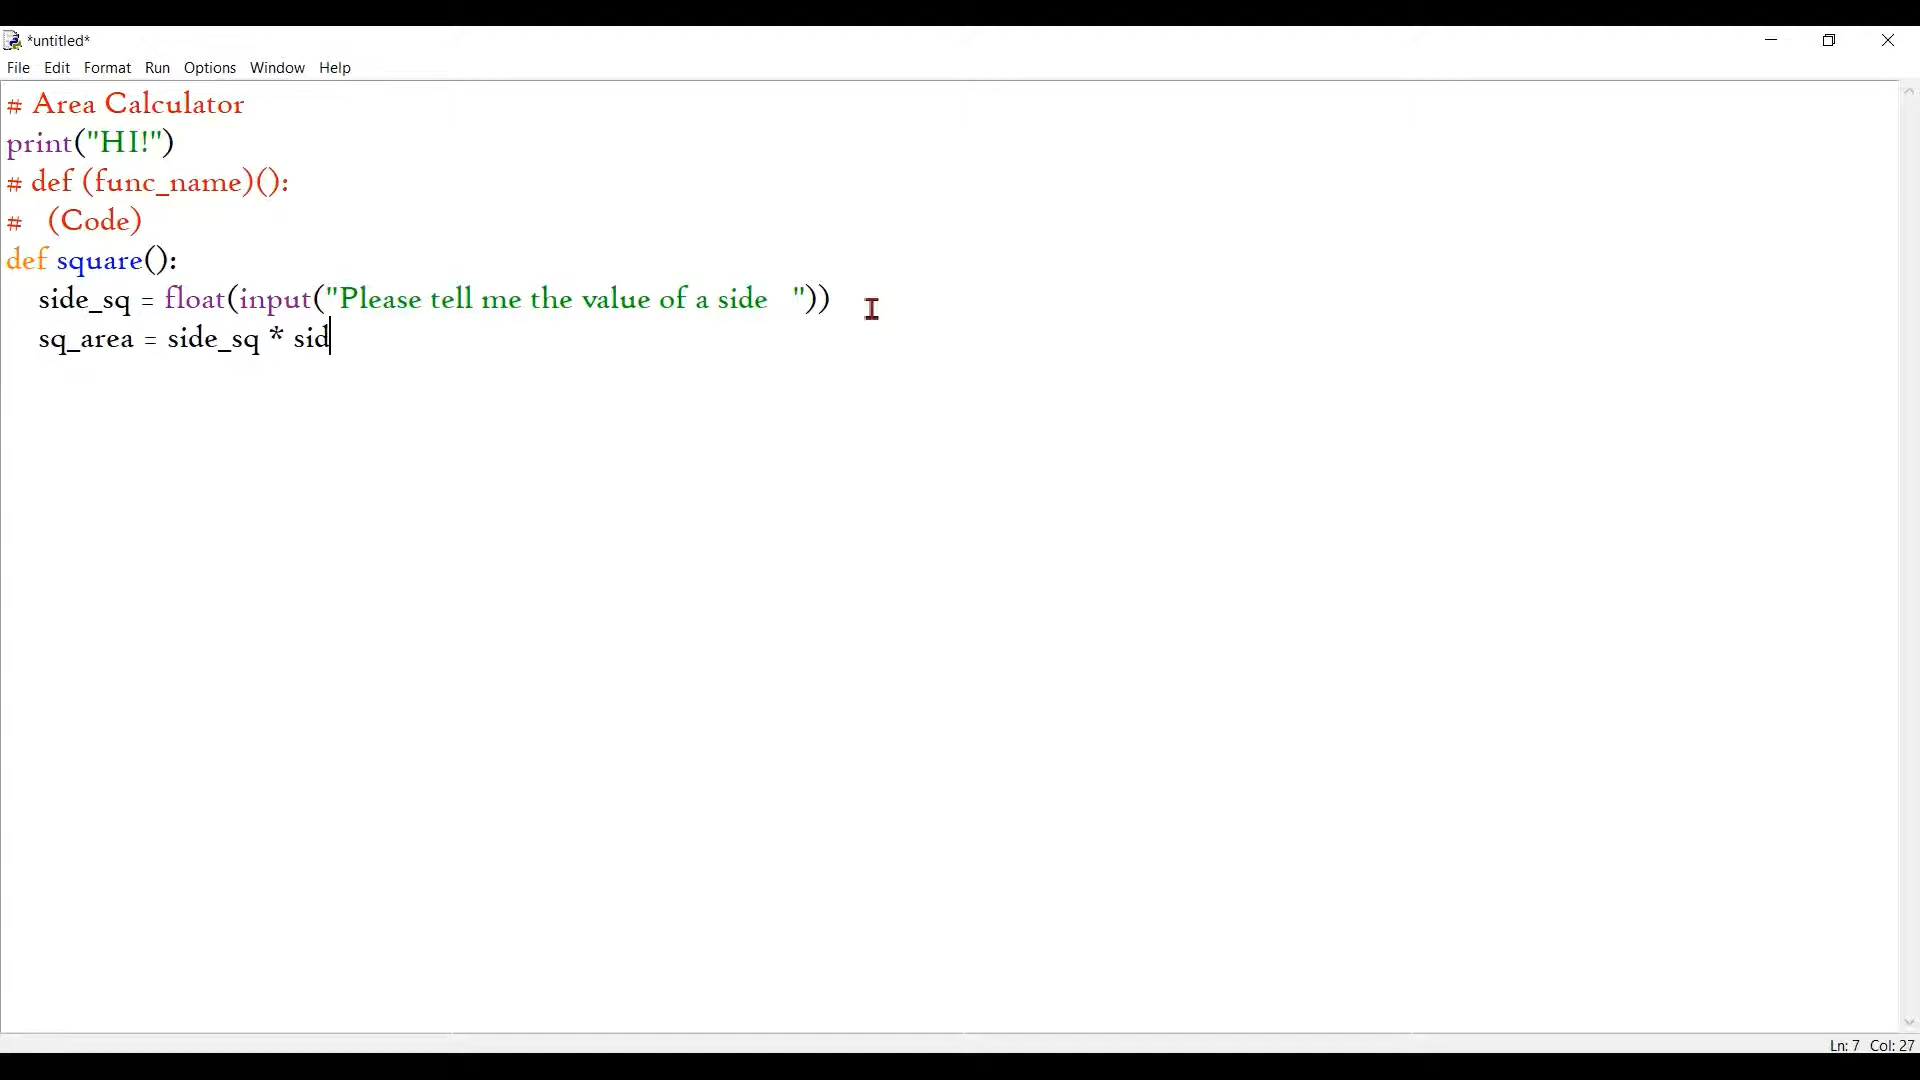 *untitled*
File Edit Format Run Options Window Help
# Area Calculator
print("HI!")
# def (func_name)():
#   (Code)
def square():
    side_sq = float(input("Please tell me the value of a side   "))
    sq_area = side_sq * sid
Ln: 7 Col: 27